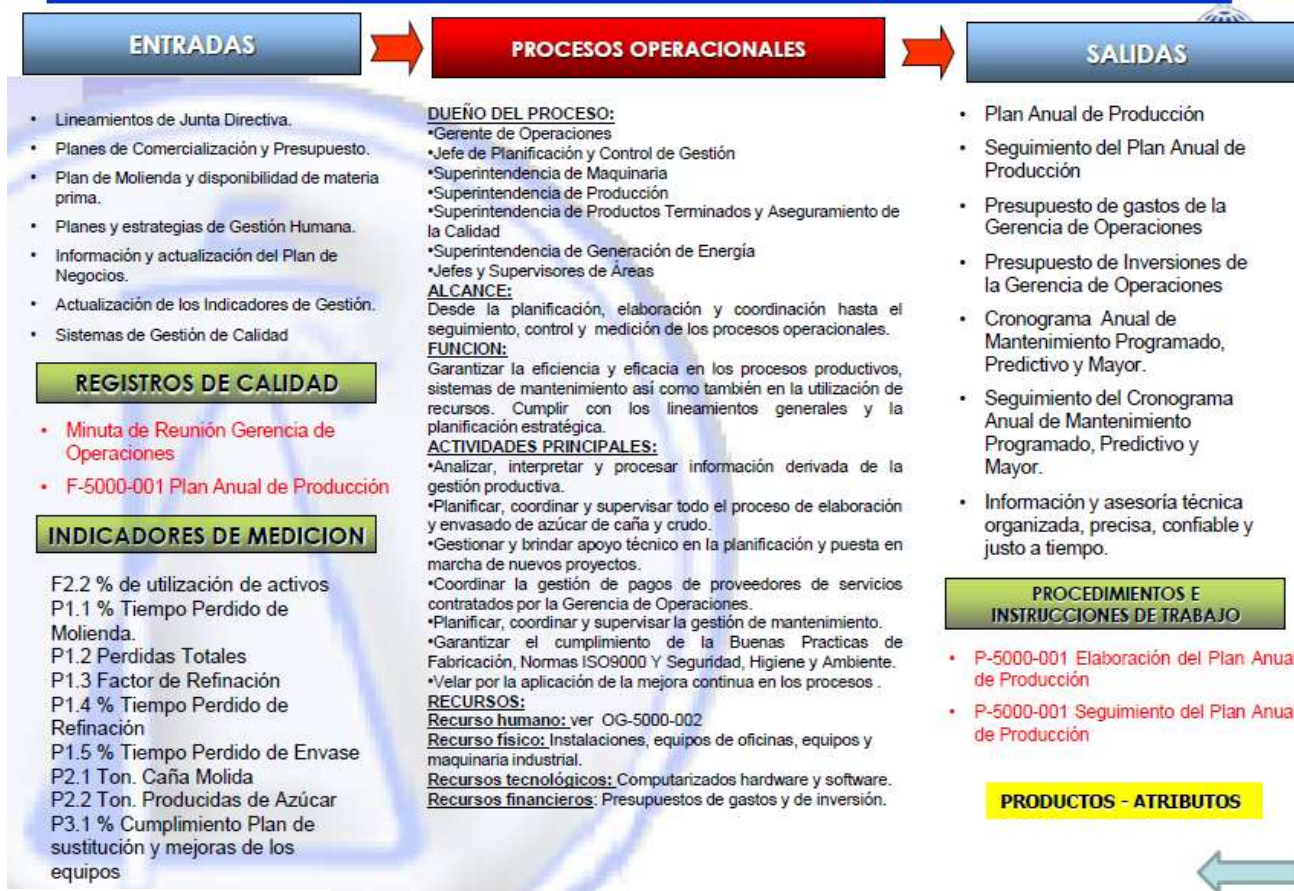 ENTRADAS
PROCESOS OPERACIONALES
SALIDAS
• Lineamientos de Junta Directiva.
• Planes de Comercialización y Presupuesto.
• Plan de Molienda y disponibilidad de materia
prima.
• Planes y estrategias de Gestión Humana.
• Información y actualización del Plan de
Negocios.
• Actualización de los Indicadores de Gestión.
• Sistemas de Gestión de Calidad
REGISTROS DE CALIDAD
• Minuta de Reunión Gerencia de
Operaciones
• F-5000-001 Plan Anual de Producción
INDICADORES DE MEDICION
F2.2 % de utilización de activos
P1.1 % Tiempo Perdido de
Molienda.
P1.2 Perdidas Totales
P1.3 Factor de Refinación
P1.4 % Tiempo Perdido de
Refinación
P1.5 % Tiempo Perdido de Envase
P2.1 Ton. Caña Molida
P2.2 Ton. Producidas de Azúcar
P3.1 % Cumplimiento Plan de
sustitución y mejoras de los
equipos
DUEÑO DEL PROCESO:
•Gerente de Operaciones
•Jefe de Planificación y Control de Gestión
•Superintendencia de Maquinaria
•Superintendencia de Producción
•Superintendencia de Productos Terminados y Aseguramiento de
la Calidad
•Superintendencia de Generación de Energía
•Jefes y Supervisores de Áreas
ALCANCE:
Desde la planificación, elaboración y coordinación hasta el
seguimiento, control y medición de los procesos operacionales.
FUNCION:
Garantizar la eficiencia y eficacia en los procesos productivos,
sistemas de mantenimiento así como también en la utilización de
recursos. Cumplir con los lineamientos generales y la
planificación estratégica.
ACTIVIDADES PRINCIPALES:
•Analizar, interpretar y procesar información derivada de la
gestión productiva.
•Planificar, coordinar y supervisar todo el proceso de elaboración
y envasado de azúcar de caña y crudo.
•Gestionar y brindar apoyo técnico en la planificación y puesta en
marcha de nuevos proyectos.
•Coordinar la gestión de pagos de proveedores de servicios
contratados por la Gerencia de Operaciones.
•Planificar, coordinar y supervisar la gestión de mantenimiento.
•Garantizar el cumplimiento de la Buenas Practicas de
Fabricación, Normas ISO9000 Y Seguridad, Higiene y Ambiente.
•Velar por la aplicación de la mejora continua en los procesos .
RECURSOS:
Recurso humano: ver OG-5000-002
Recurso físico: Instalaciones, equipos de oficinas, equipos y
maquinaria industrial.
Recursos tecnológicos: Computarizados hardware y software.
Recursos financieros: Presupuestos de gastos y de inversión.
• Plan Anual de Producción
• Seguimiento del Plan Anual de
Producción
• Presupuesto de gastos de la
Gerencia de Operaciones
• Presupuesto de Inversiones de
la Gerencia de Operaciones
• Cronograma Anual de
Mantenimiento Programado,
Predictivo y Mayor.
• Seguimiento del Cronograma
Anual de Mantenimiento
Programado, Predictivo y
Mayor.
• Información y asesoría técnica
organizada, precisa, confiable y
justo a tiempo.
PROCEDIMIENTOS E
INSTRUCCIONES DE TRABAJO
• P-5000-001 Elaboración del Plan Anual
de Producción
• P-5000-001 Seguimiento del Plan Anual
de Producción
PRODUCTOS - ATRIBUTOS